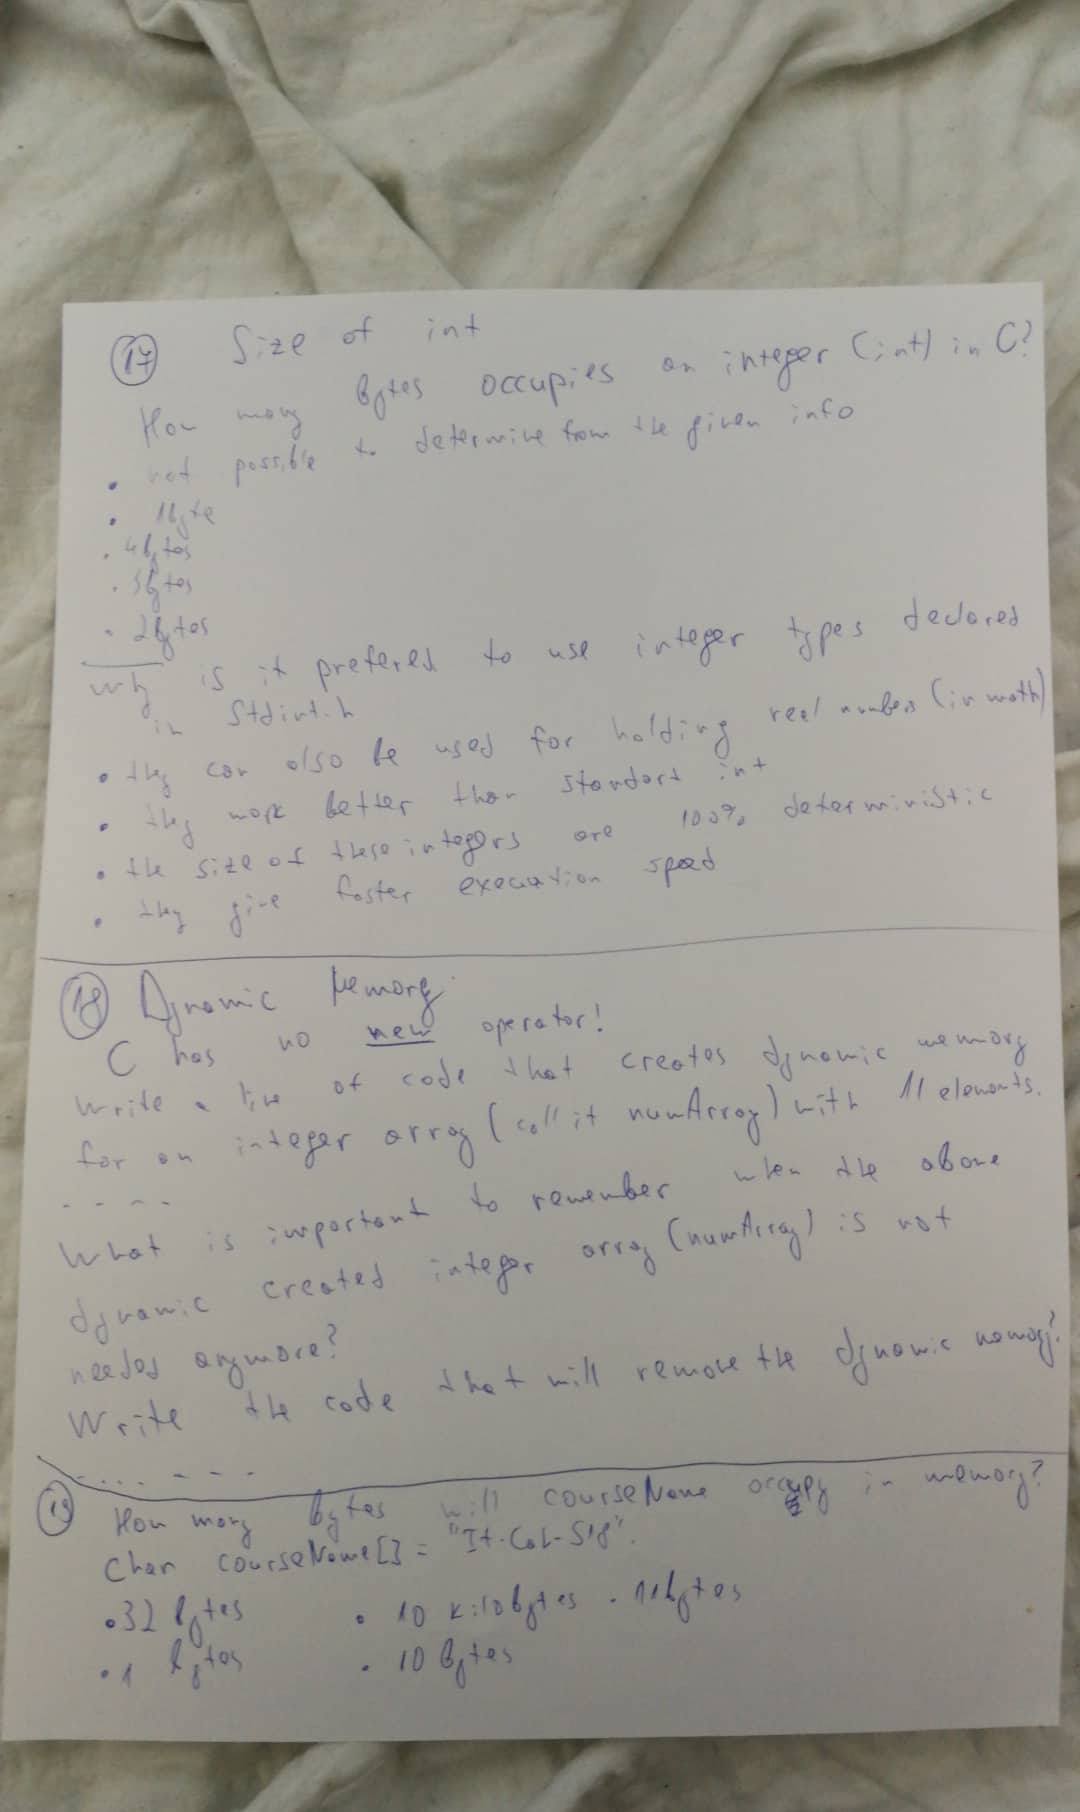 17 Size of int
How many bytes occupies an integer (int) in C?
• not possible to determine from the given info
• 1byte
• 4bytes
• 3bytes
• 2bytes
Why is it prefered to use integer types declared
in Stdint.h
• they can also be used for holding real numbers (in math)
• they work better than standart int
• the size of these integers are 100% deterministic
• they give faster execution speed
18 Dynamic Memory
C has no new operator!
Write a line of code that creates dynamic memory
for an integer array (call it numArray) with 11 elements.
- - - -
What is important to remember when the above
dynamic created integer array (numArray) is not
needed anymore?
Write the code that will remove the dynamic memory?
- - - - - -
19 How many bytes will courseName occupy in memory?
Char courseName[] = "It-Cal-S18".
• 32 bytes • 10 kilobytes • 11bytes
• 1 bytes • 10 bytes